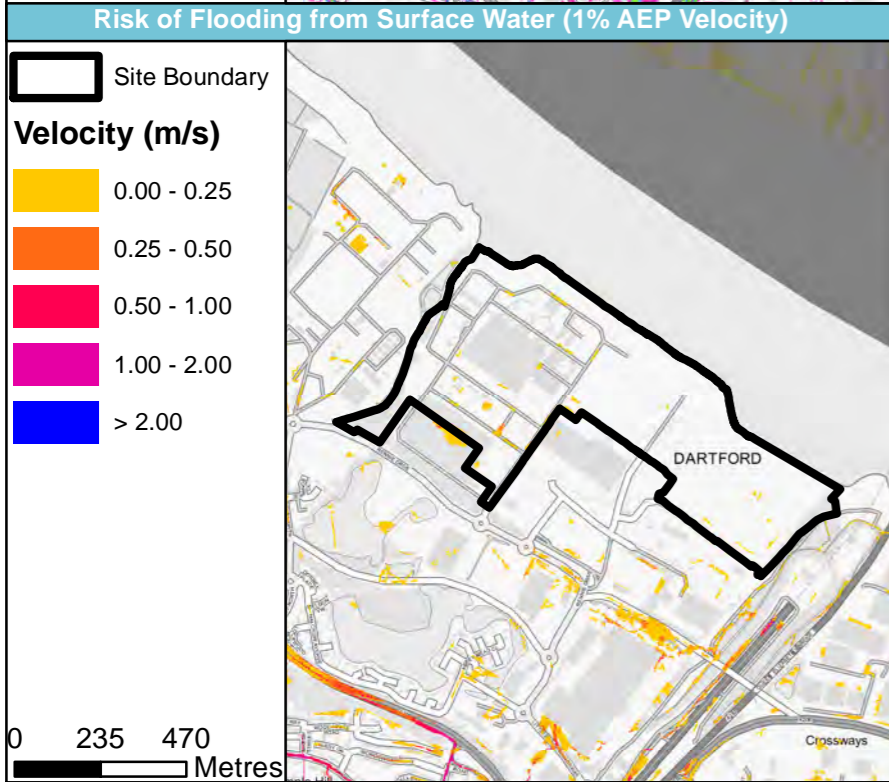 Risk of Flooding from Surface Water (1% AEP Velocity)
Site Boundary
Velocity (m/s)
0.00 - 0.25
0.25 - 0.50
0.50 - 1.00
1.00 - 2.00
> 2.00
0 235 470
Metres
DARTFORD
Crossways